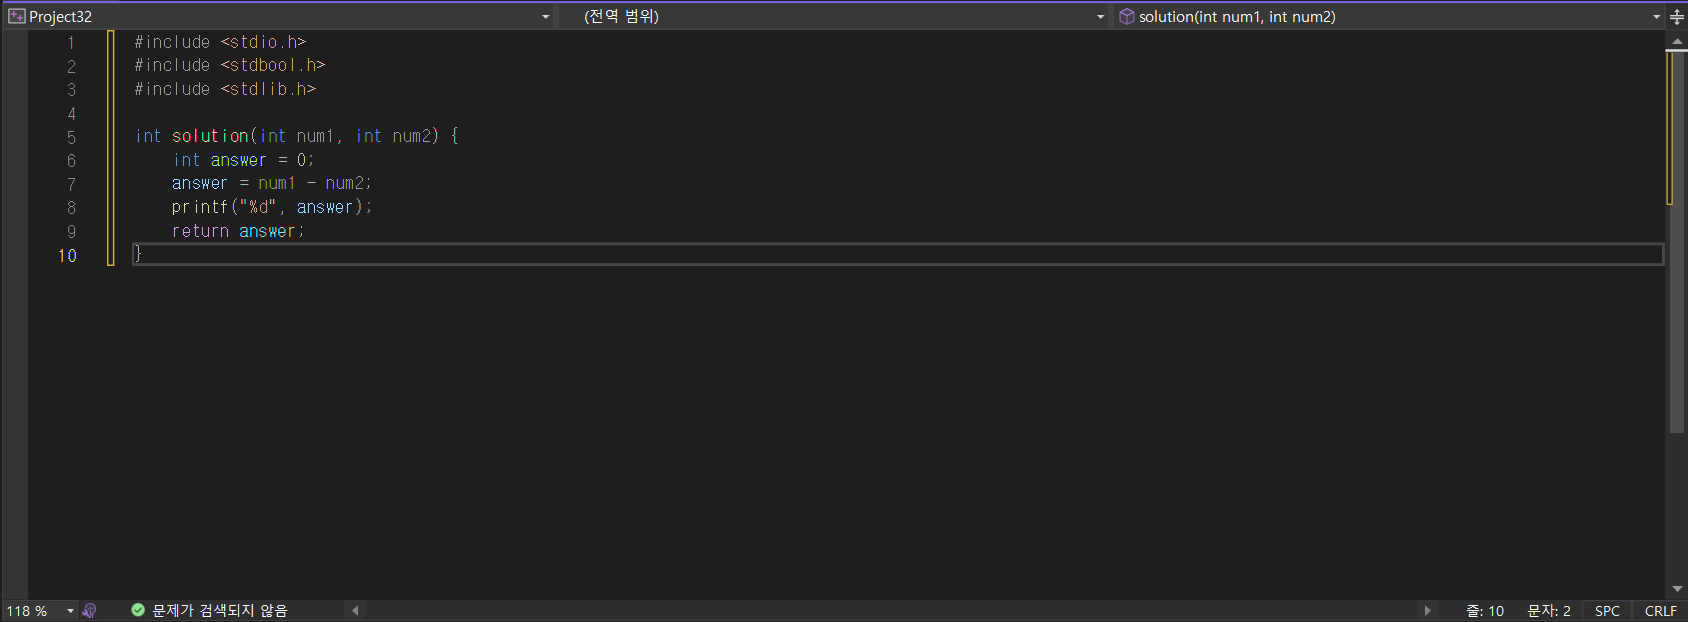 Project32 (전역 범위) solution(int num1, int num2)
1 #include <stdio.h>
2 #include <stdbool.h>
3 #include <stdlib.h>
4
5 int solution(int num1, int num2) {
6 int answer = 0;
7 answer = num1 - num2;
8 printf("%d", answer);
9 return answer;
10 }
118 % 문제가 검색되지 않음 줄: 10 문자: 2 SPC CRLF